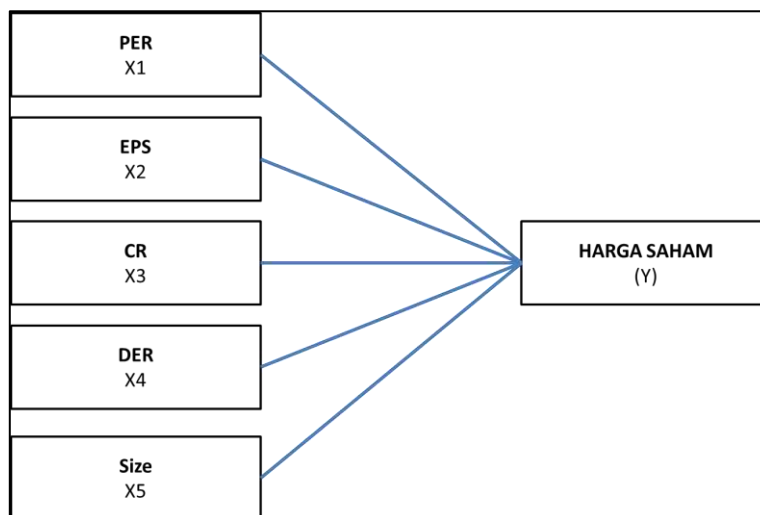 PER
X1
EPS
X2
CR
X3
HARGA SAHAM
(Y)
DER
X4
Size
X5